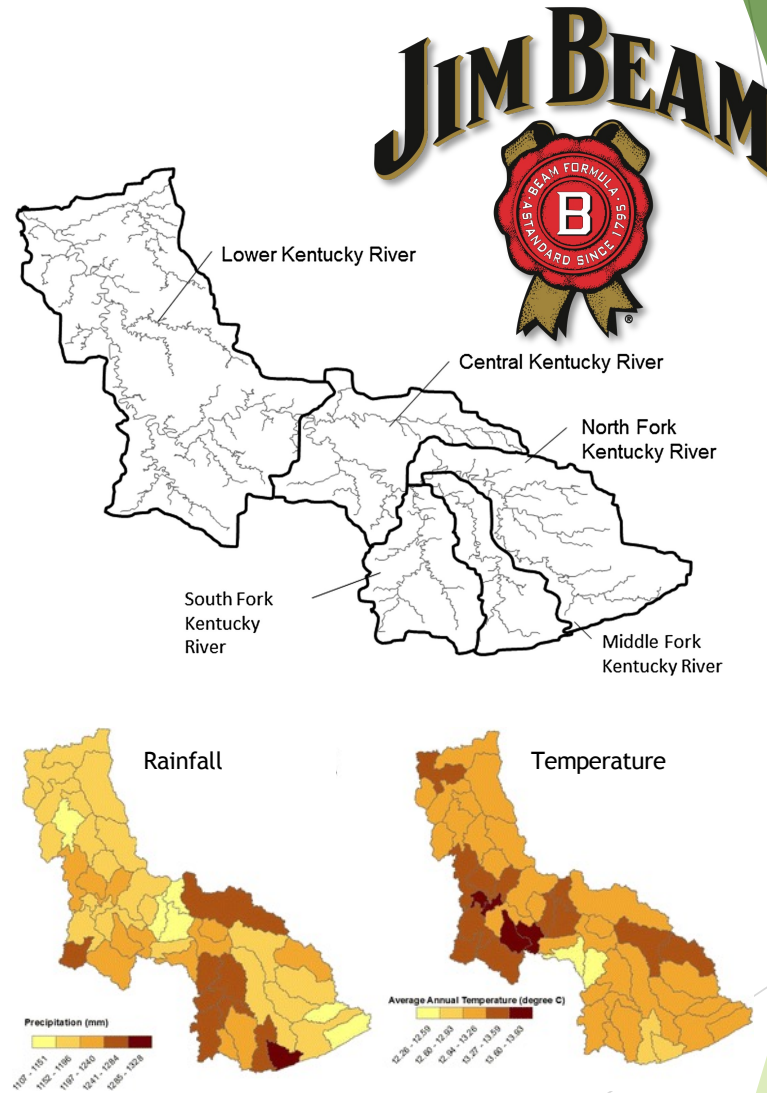 JIM BEAM
BEAM FORMULA
B
A STANDARD SINCE 1795
®
Lower Kentucky River
Central Kentucky River
North Fork
Kentucky River
South Fork
Kentucky
River
Middle Fork
Kentucky River
Rainfall
Temperature
Precipitation (mm)
1107 - 1151
1152 - 1196
1197 - 1240
1241 - 1284
1285 - 1328
Average Annual Temperature (degree C)
12.26 - 12.59
12.60 - 12.93
12.94 - 13.26
13.27 - 13.59
13.60 - 13.93